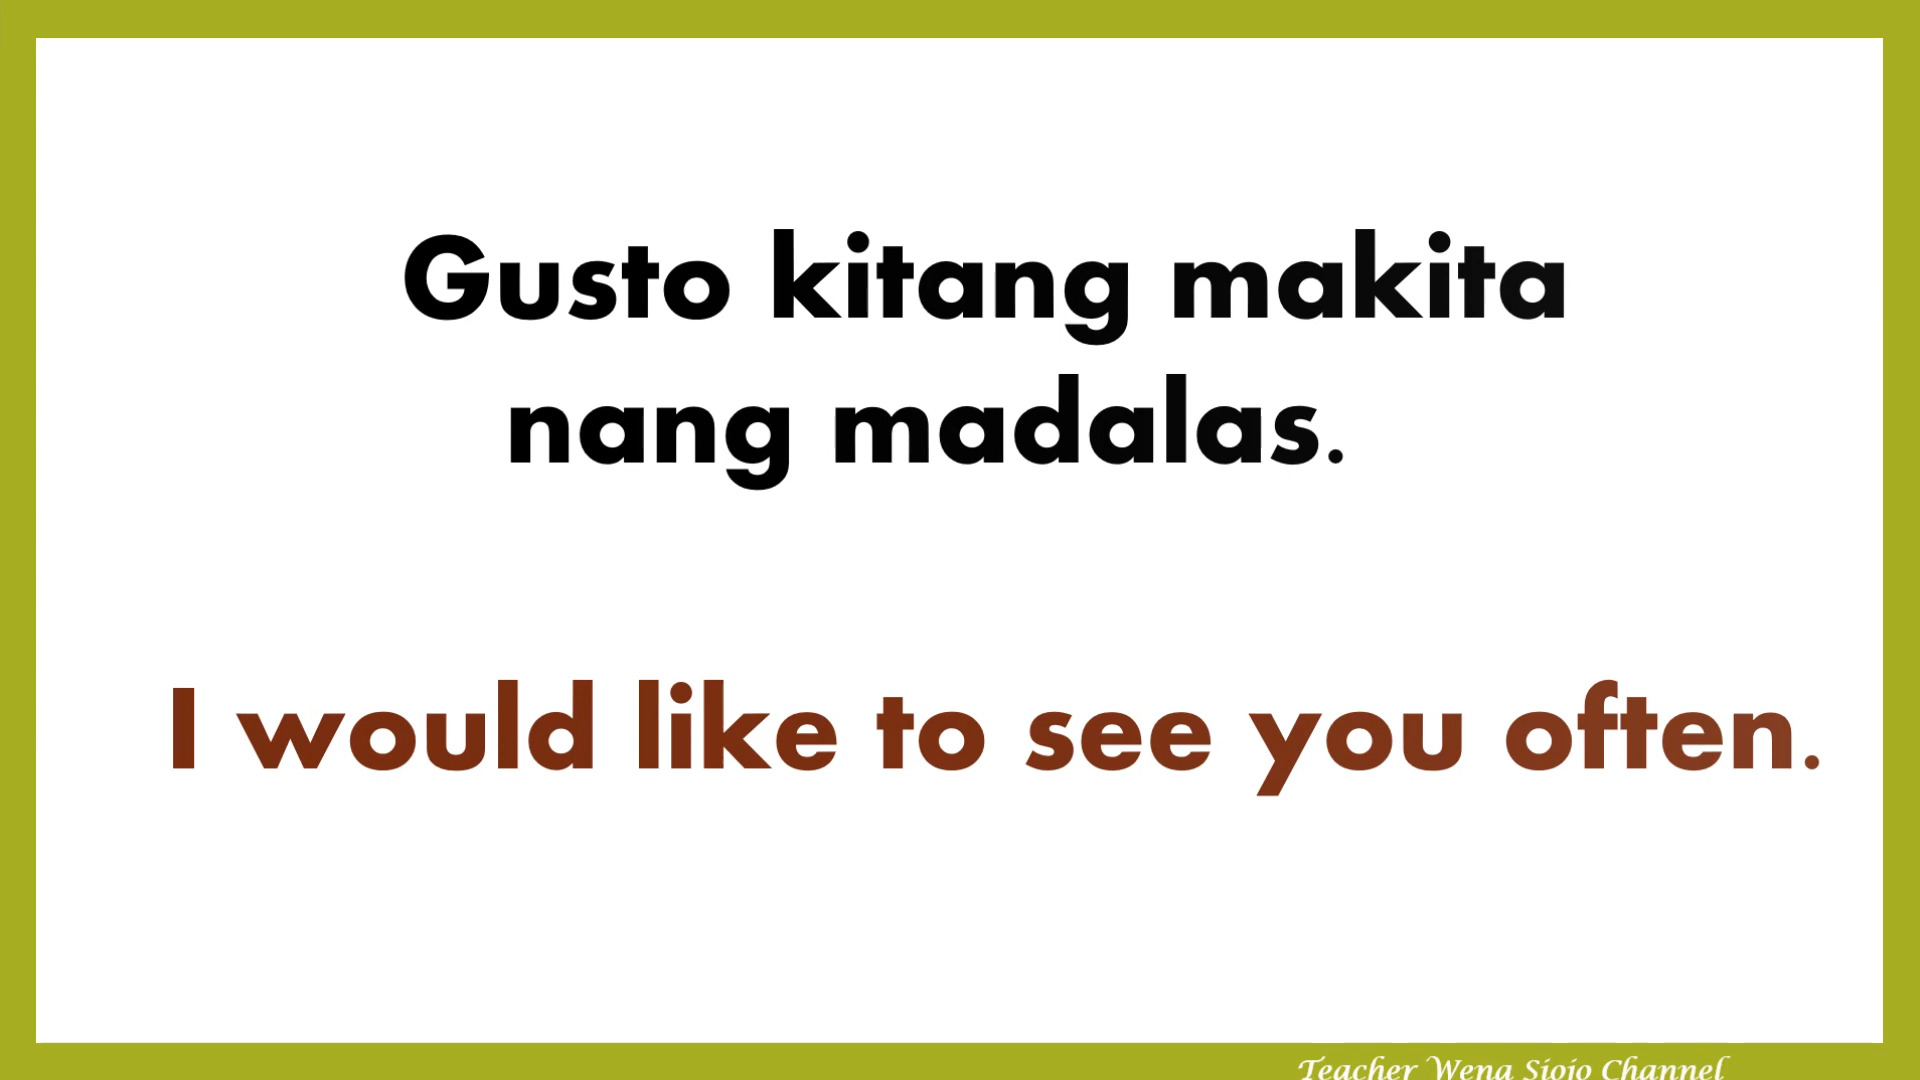 Gusto kitang makita
nang madalas.
I would like to see you often.
Teacher Wena Siojo Channel